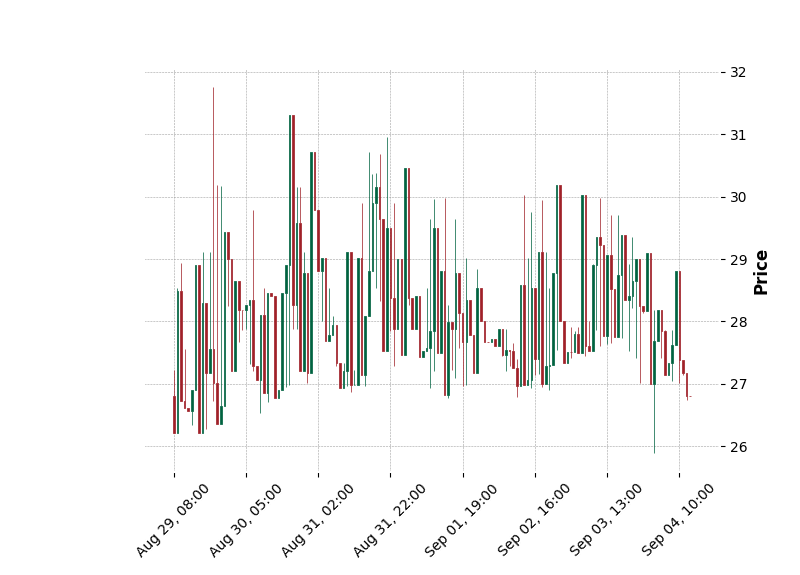 32
31
30
29
28
27
26
Price
Aug 29, 08:00
Aug 30, 05:00
Aug 31, 02:00
Aug 31, 22:00
Sep 01, 19:00
Sep 02, 16:00
Sep 03, 13:00
Sep 04, 10:00